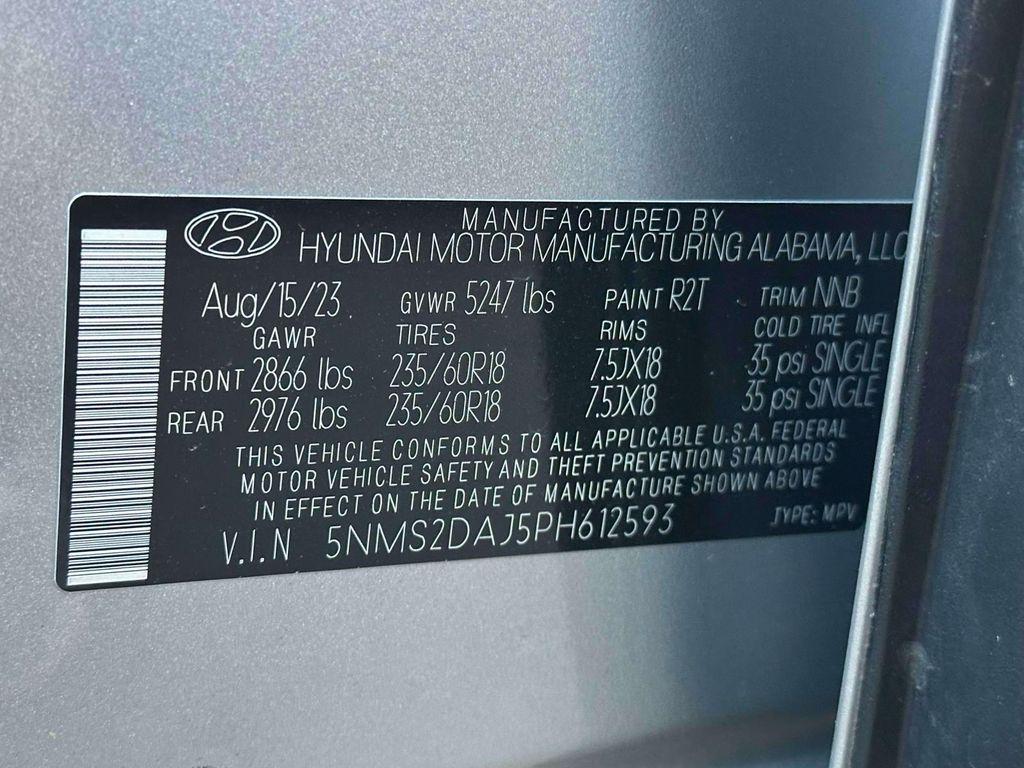 MANUFACTURED BY
HYUNDAI MOTOR MANUFACTURING ALABAMA, LLC
Aug/15/23 GVWR 5247 lbs PAINT R2T TRIM NNB
GAWR TIRES RIMS COLD TIRE INFL
FRONT 2866 lbs 235/60R18 7.5JX18 35 psi SINGLE
REAR 2976 lbs 235/60R18 7.5JX18 35 psi SINGLE
THIS VEHICLE CONFORMS TO ALL APPLICABLE U.S.A. FEDERAL
MOTOR VEHICLE SAFETY AND THEFT PREVENTION STANDARDS
IN EFFECT ON THE DATE OF MANUFACTURE SHOWN ABOVE
V.I.N 5NMS2DAJ5PH612593 TYPE: MPV